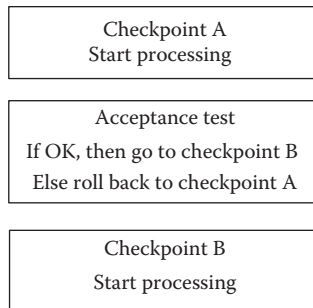 Checkpoint A
Start processing
Acceptance test
If OK, then go to checkpoint B
Else roll back to checkpoint A
Checkpoint B
Start processing